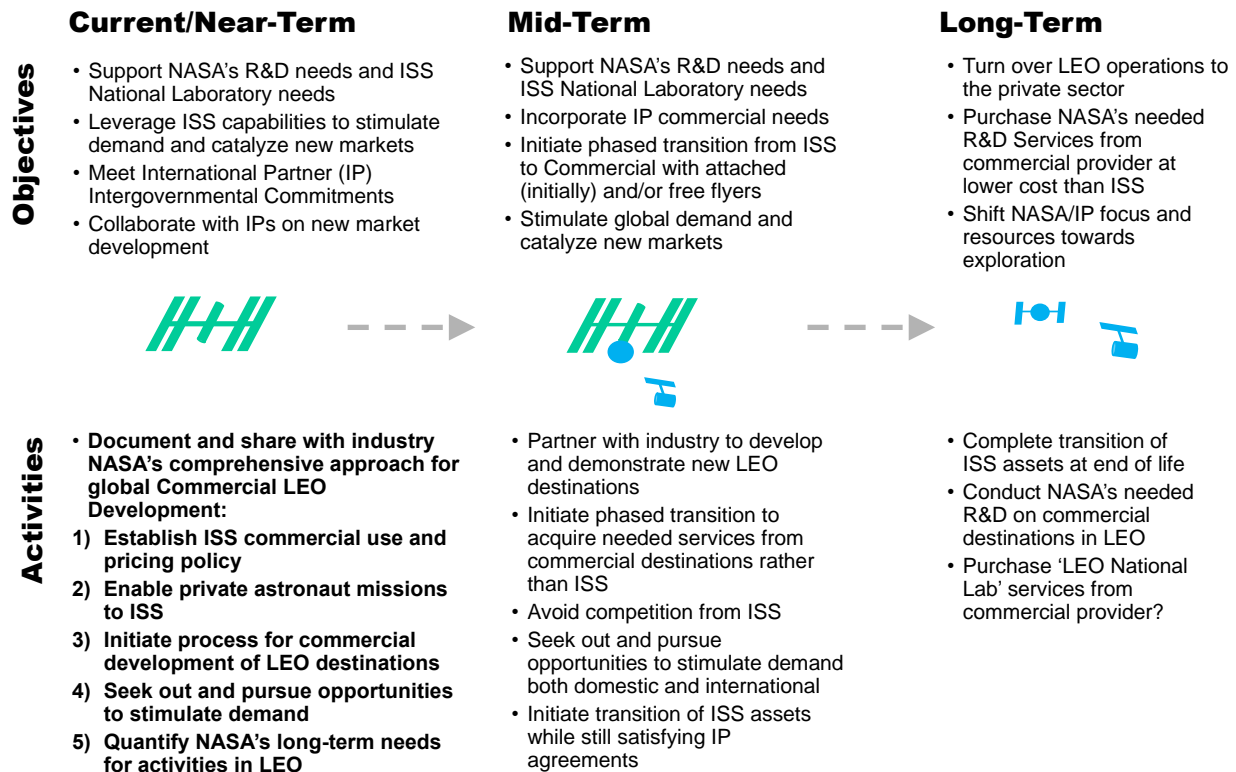 Current/Near-Term
Mid-Term
Long-Term
Objectives
• Support NASA’s R&D needs and ISS
National Laboratory needs
• Leverage ISS capabilities to stimulate
demand and catalyze new markets
• Meet International Partner (IP)
Intergovernmental Commitments
• Collaborate with IPs on new market
development
• Support NASA’s R&D needs and
ISS National Laboratory needs
• Incorporate IP commercial needs
• Initiate phased transition from ISS
to Commercial with attached
(initially) and/or free flyers
• Stimulate global demand and
catalyze new markets
• Turn over LEO operations to
the private sector
• Purchase NASA’s needed
R&D Services from
commercial provider at
lower cost than ISS
• Shift NASA/IP focus and
resources towards
exploration
Activities
• Document and share with industry
NASA’s comprehensive approach for
global Commercial LEO
Development:
1) Establish ISS commercial use and
pricing policy
2) Enable private astronaut missions
to ISS
3) Initiate process for commercial
development of LEO destinations
4) Seek out and pursue opportunities
to stimulate demand
5) Quantify NASA’s long-term needs
for activities in LEO
• Partner with industry to develop
and demonstrate new LEO
destinations
• Initiate phased transition to
acquire needed services from
commercial destinations rather
than ISS
• Avoid competition from ISS
• Seek out and pursue
opportunities to stimulate demand
both domestic and international
• Initiate transition of ISS assets
while still satisfying IP
agreements
• Complete transition of
ISS assets at end of life
• Conduct NASA’s needed
R&D on commercial
destinations in LEO
• Purchase ‘LEO National
Lab’ services from
commercial provider?